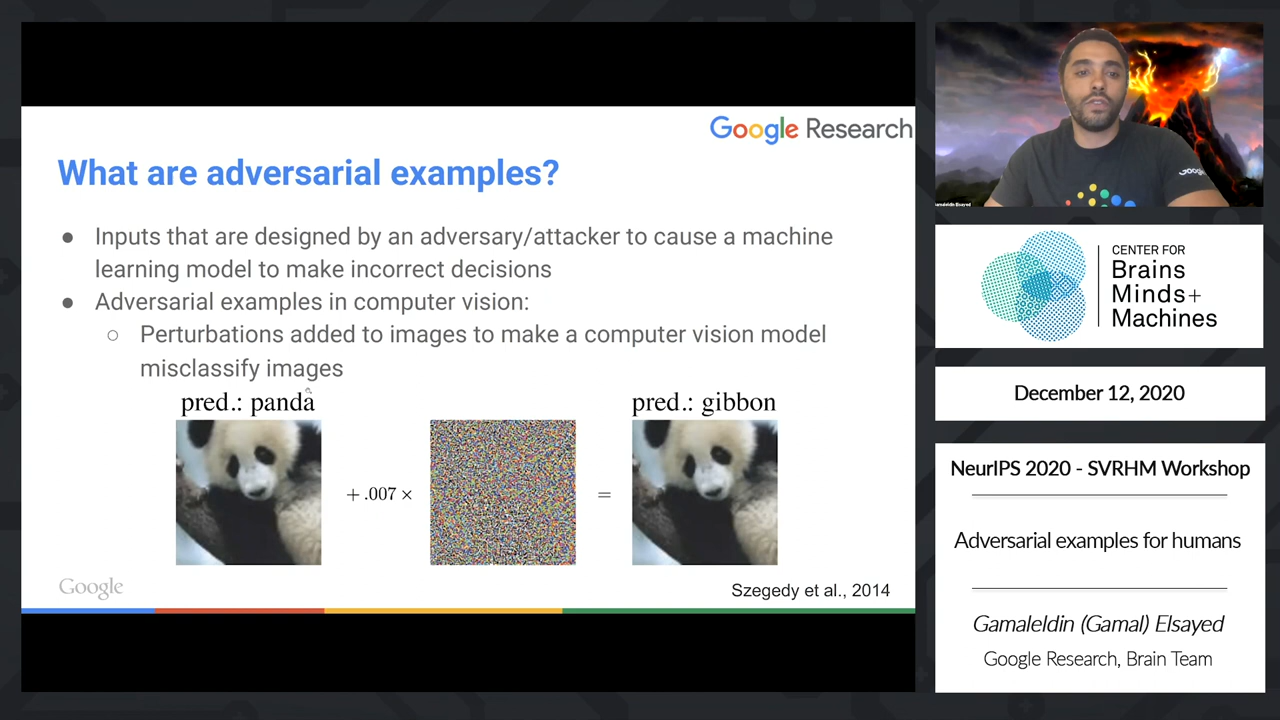 Google Research
What are adversarial examples?
● Inputs that are designed by an adversary/attacker to cause a machine
learning model to make incorrect decisions
● Adversarial examples in computer vision:
○ Perturbations added to images to make a computer vision model
misclassify images
pred.: panda
pred.: gibbon
+ .007 ×
=
Google
Szegedy et al., 2014
Google
Gamaleldin Elsayed
CENTER FOR
Brains
Minds+
Machines
December 12, 2020
NeurIPS 2020 - SVRHM Workshop
Adversarial examples for humans
Gamaleldin (Gamal) Elsayed
Google Research, Brain Team